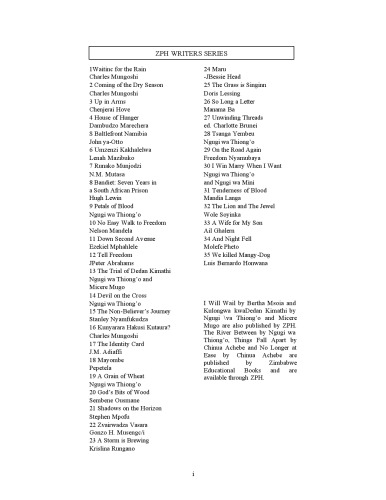 ZPH WRITERS SERIES
1Waiting for the Rain
Charles Mungoshi
2 Coming of the Dry Season
Charles Mungoshi
3 Up in Arms
Chenjerai Hove
4 House of Hunger
Dambudzo Marechera
8 Battlefront Namibia
John ya-Otto
6 Umzenzi Kakhalelwa
Lenah Mazibuko
7 Runako Munjodzi
N.M. Mutasa
8 Bandiet: Seven Years in
a South African Prison
Hugh Lewin
9 Petals of Blood
Ngugi wa Thiong'o
10 No Easy Walk to Freedom
Nelson Mandela
11 Down Second Avenue
Ezekiel Mphahlele
12 Tell Freedom
JPeter Abrahams
13 The Trial of Dedan Kimathi
Ngugi wa Thiong'o and
Micere Mugo
14 Devil on the Cross
Ngugi wa Thiong'o
15 The Non-Believer's Journey
Stanley Nyamfukudza
16 Kunyarara Hakusi Kutaura?
Charles Mungoshi
17 The Identity Card
J.M. Adiaffi
18 Mayombe
Pepetela
19 A Grain of Wheat
Ngugi wa Thiong'o
20 God's Bits of Wood
Sembene Ousmane
21 Shadows on the Horizon
Stephen Mpofu
22 Zvairwadza Vasara
Gonzo H. Musengezi
23 A Storm is Brewing
Kristina Rungano
24 Maru
-JBessie Head
25 The Grass is Singinn
Doris Lessing
26 So Long a Letter
Mariama Ba
27 Unwinding Threads
ed. Charlotte Bruner
28 Tsanga Yembeu
Ngugi wa Thiong'o
29 On the Road Again
Freedom Nyamubaya
30 I Win Marry When I Want
Ngugi wa Thiong'o
and Ngugi wa Mini
31 Tenderness of Blood
Mandla Langa
32 The Lion and The Jewel
Wole Soyinka
33 A Wife for My Son
Ail Ghalem
34 And Night Fell
Molefe Pheto
35 We killed Mangy-Dog
Luis Bernardo Honwana
I Will Wait by Bertha Msora and
Kulongwa kwaDedan Kimathi by
Ngugi \va Thiong'o and Micere
Mugo are also published by ZPH.
The River Between by Ngugi wa
Thiong'o, Things Fall Apart by
Chinua Achebe and No Longer at
Ease by Chinua Achebe are
published by Zimbabwe
Educational Books and are
available through ZPH.
i